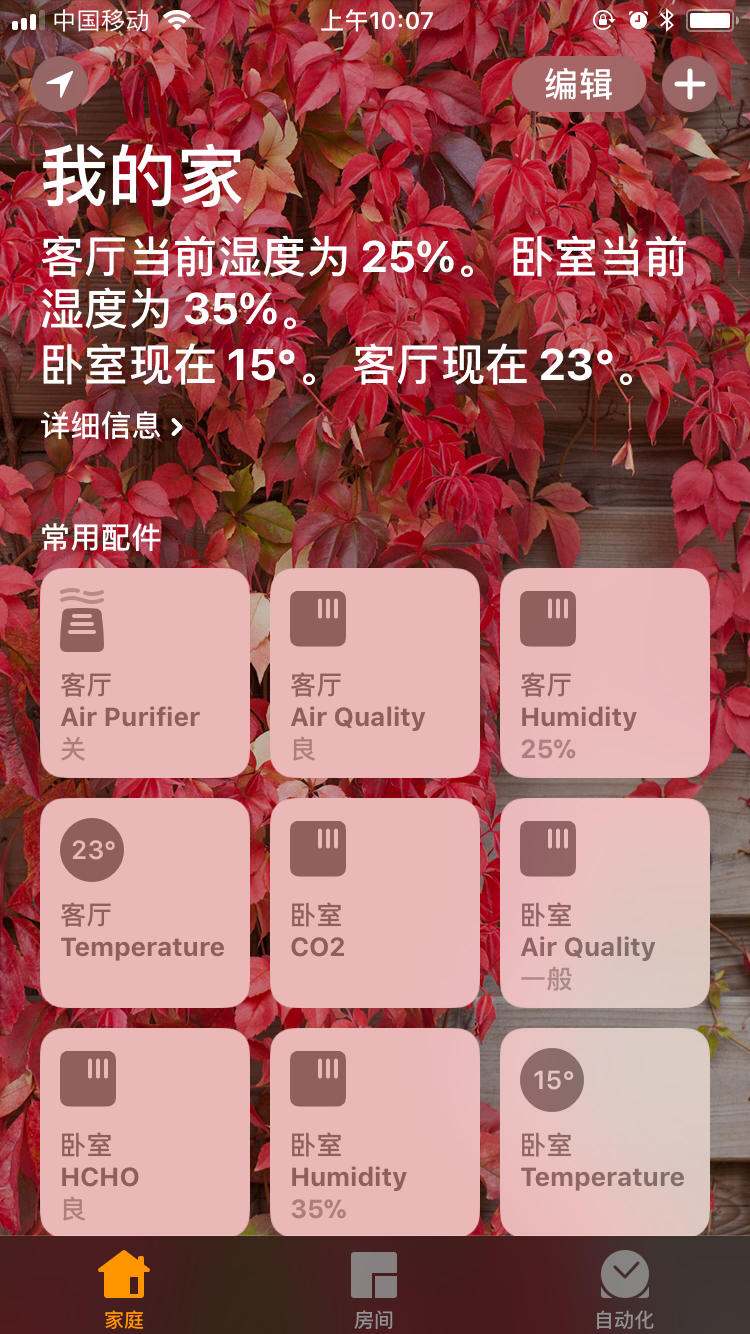 中国移动
上午10:07
编辑
我的家
客厅当前湿度为 25%。 卧室当前
湿度为 35%。
卧室现在 15°。 客厅现在 23°。
详细信息
常用配件
客厅
Air Purifier
关
客厅
Air Quality
良
客厅
Humidity
25%
23°
客厅
Temperature
卧室
CO2
卧室
Air Quality
一般
卧室
HCHO
良
卧室
Humidity
35%
15°
卧室
Temperature
家庭
房间
自动化